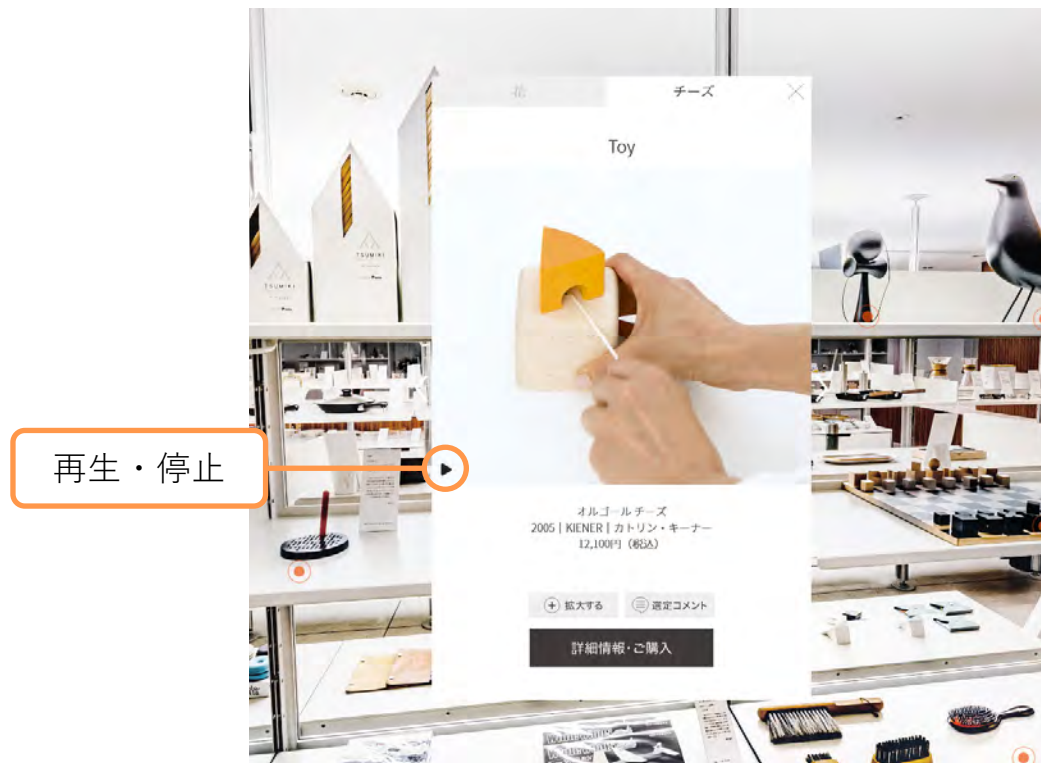 花
チーズ
Toy
TSUMIKI
TSUMIKI
再生・停止
オルゴールチーズ
2005 | KIENER | カトリン・キーナー
12,100円（税込）
拡大する
選定コメント
詳細情報・ご購入